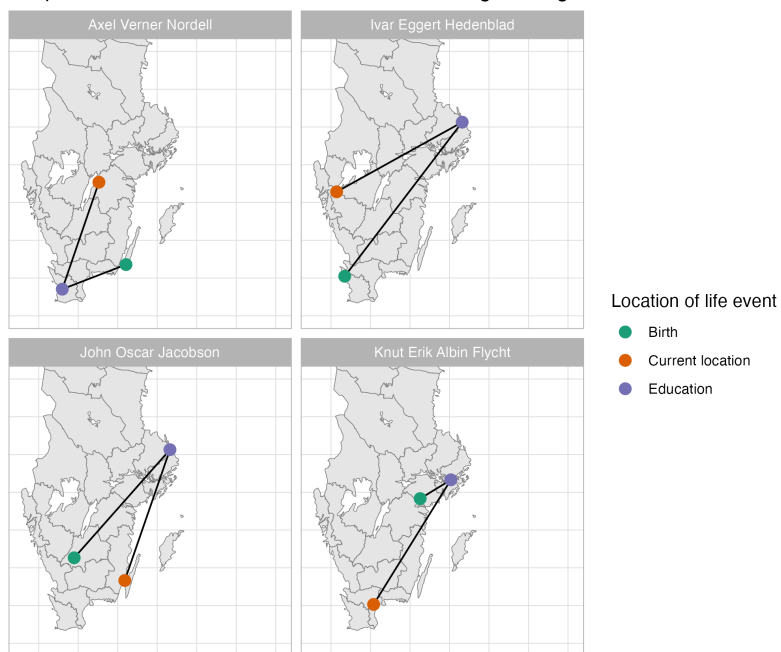 Axel Verner Nordell
Ivar Eggert Hedenblad
John Oscar Jacobson
Knut Erik Albin Flycht
Location of life event
Birth
Current location
Education